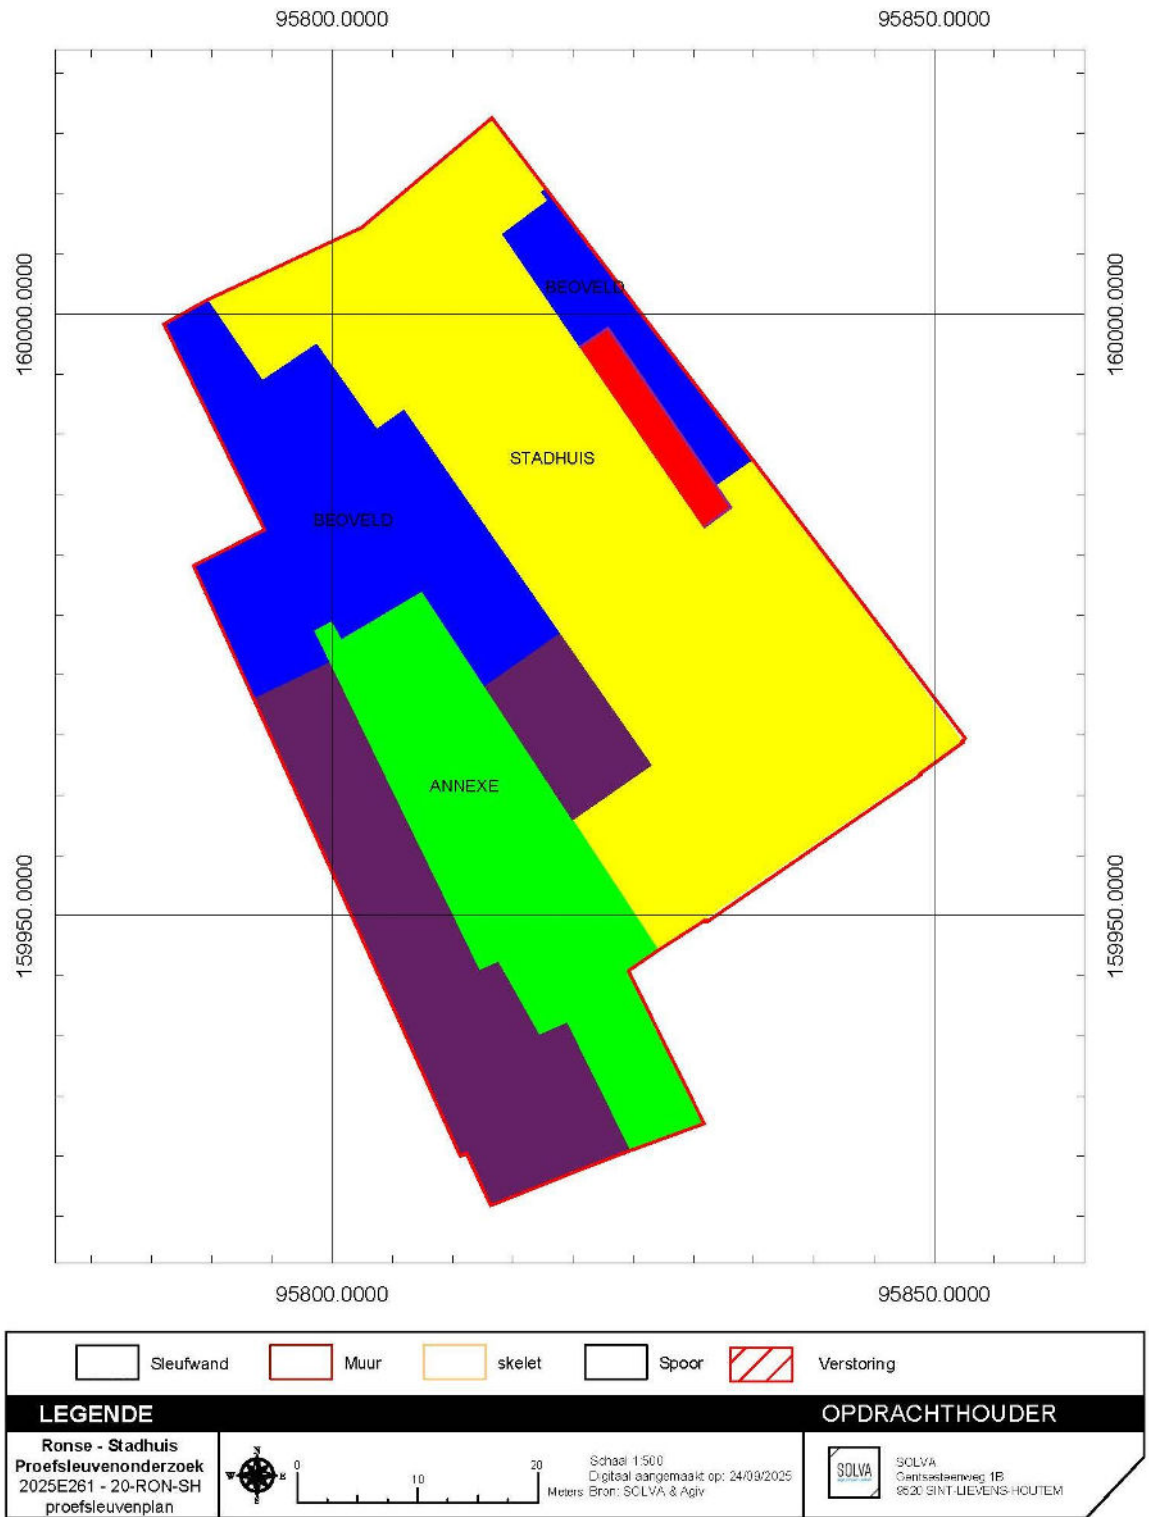 95800.0000 95850.0000
160000.0000 160000.0000
BEOVELD
STADHUIS
BEOVELD
ANNEXE
159950.0000 159950.0000
95800.0000 95850.0000
Sleufwand Muur skelet Spoor Verstoring
LEGENDE OPDRACHTHOUDER
Ronse - Stadhuis
Proefsleuvenonderzoek
2025E261 - 20-RON-SH
proefsleuvenplan
N
W E
S
0 10 20
Meters
Schaal 1:500
Digitaal aangemaakt op: 24/09/2025
Bron: SOLVA & Agiv
SOLVA
SOLVA
Gentsesteenweg 1B
9520 SINT-LIEVENS-HOUTEM